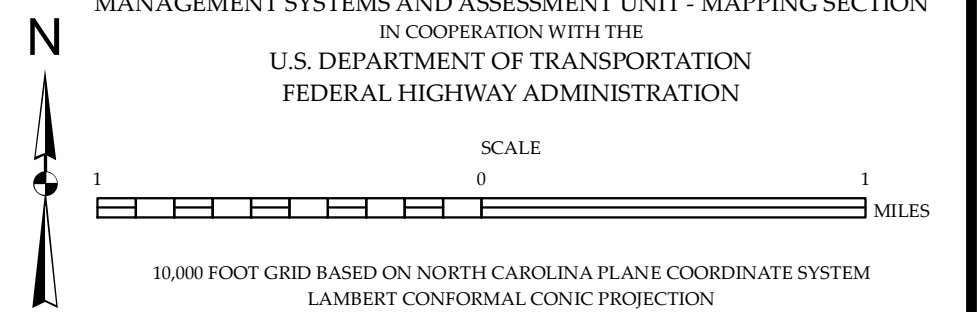 MANAGEMENT SYSTEMS AND ASSESSMENT UNIT - MAPPING SECTION
N
IN COOPERATION WITH THE
U.S. DEPARTMENT OF TRANSPORTATION
FEDERAL HIGHWAY ADMINISTRATION
SCALE
1 0 1
MILES
10,000 FOOT GRID BASED ON NORTH CAROLINA PLANE COORDINATE SYSTEM
LAMBERT CONFORMAL CONIC PROJECTION